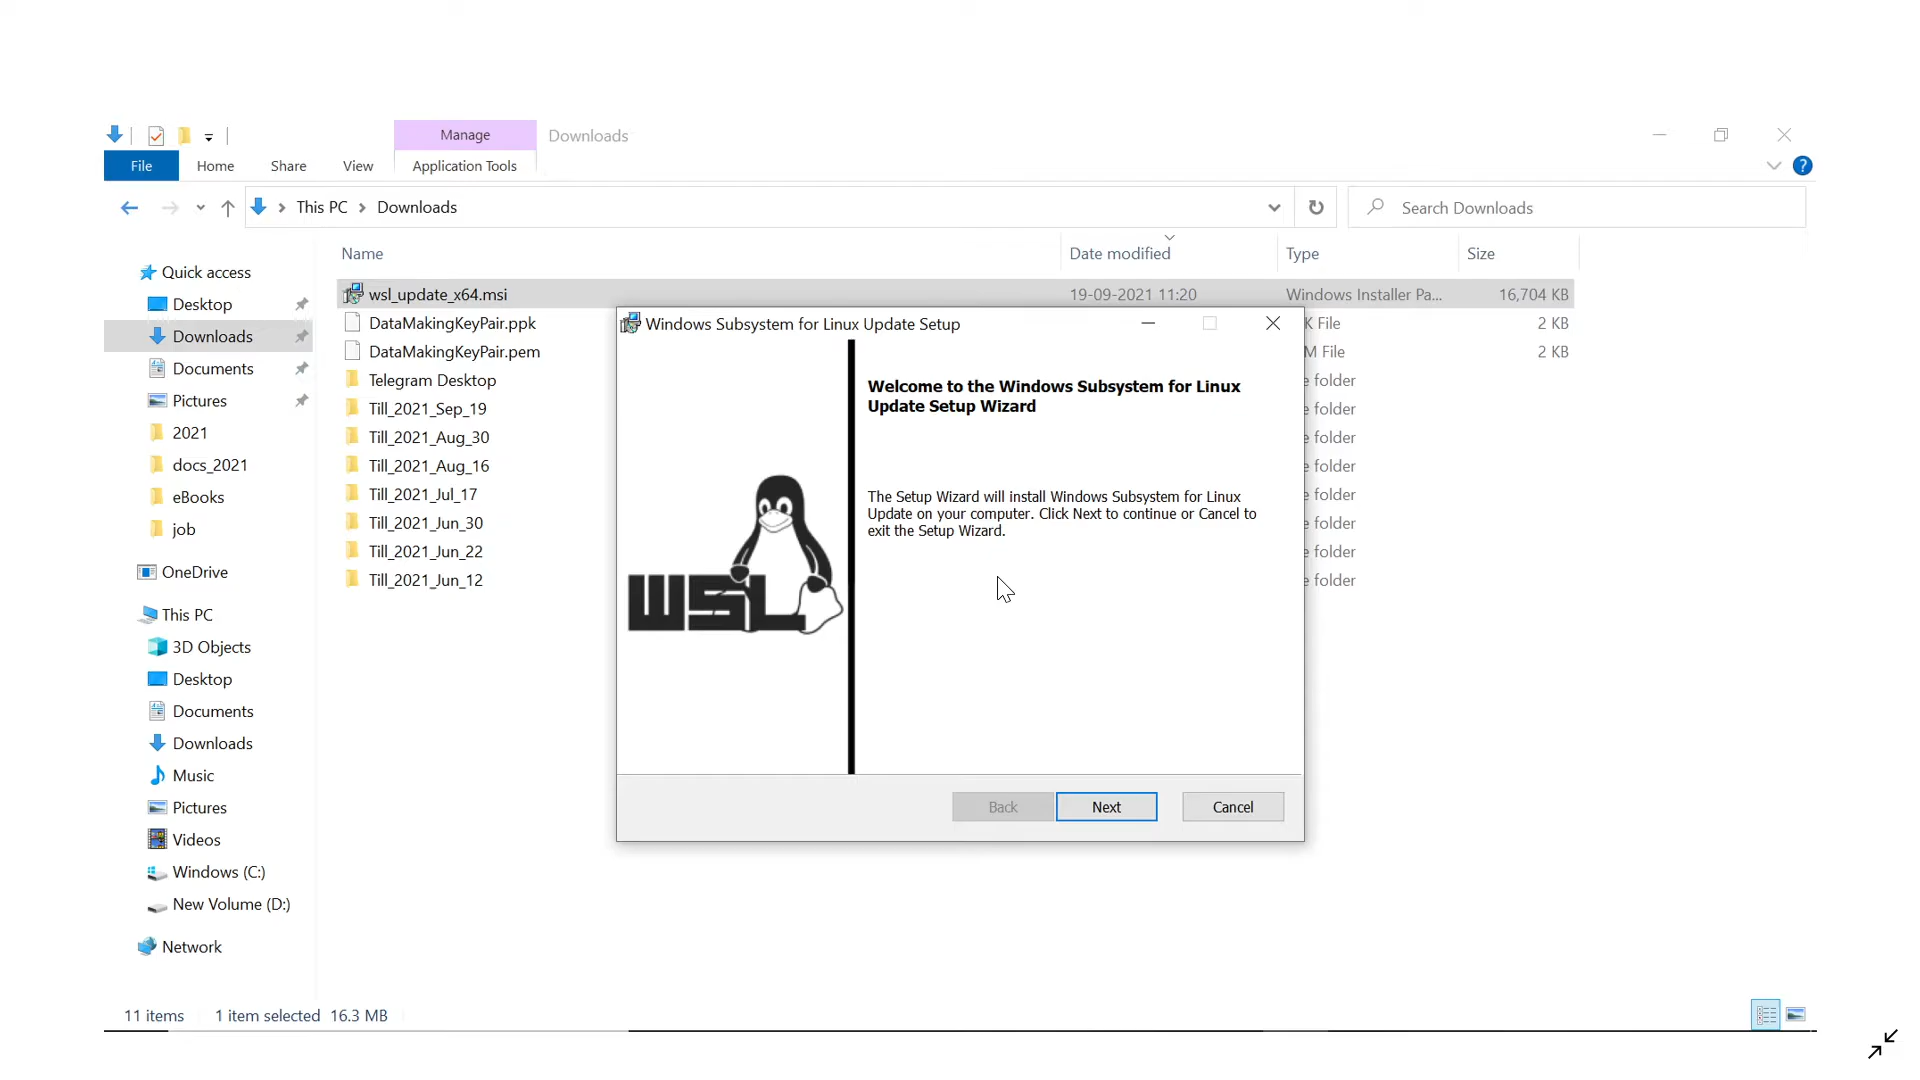 Manage
Downloads
File
Home
Share
View
Application Tools
This PC
Downloads
Search Downloads
Name
Date modified
Type
Size
Quick access
Desktop
Downloads
Documents
Pictures
2021
docs_2021
eBooks
job
OneDrive
This PC
3D Objects
Desktop
Documents
Downloads
Music
Pictures
Videos
Windows (C:)
New Volume (D:)
Network
wsl_update_x64.msi 19-09-2021 11:20 Windows Installer Pa... 16,704 KB
DataMakingKeyPair.ppk K File 2 KB
DataMakingKeyPair.pem M File 2 KB
Telegram Desktop e folder
Till_2021_Sep_19 e folder
Till_2021_Aug_30 e folder
Till_2021_Aug_16 e folder
Till_2021_Jul_17 e folder
Till_2021_Jun_30 e folder
Till_2021_Jun_22 e folder
Till_2021_Jun_12 e folder
Windows Subsystem for Linux Update Setup
Welcome to the Windows Subsystem for Linux
Update Setup Wizard
The Setup Wizard will install Windows Subsystem for Linux
Update on your computer. Click Next to continue or Cancel to
exit the Setup Wizard.
WSL
Back
Next
Cancel
11 items
1 item selected 16.3 MB